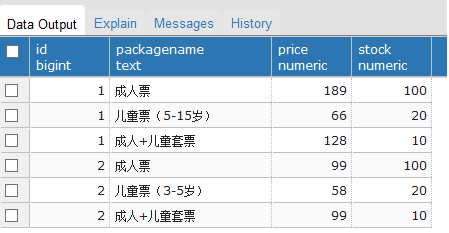 Data Output Explain Messages History
id packagename price stock
bigint text numeric numeric
1 成人票 189 100
1 儿童票（5-15岁） 66 20
1 成人+儿童套票 128 10
2 成人票 99 100
2 儿童票（3-5岁） 58 20
2 成人+儿童套票 99 10